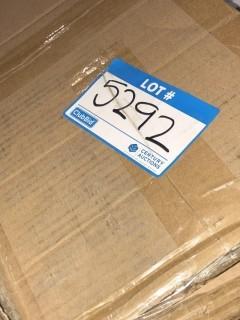 LOT #
5292
ClubBid
CENTURY
AUCTIONS